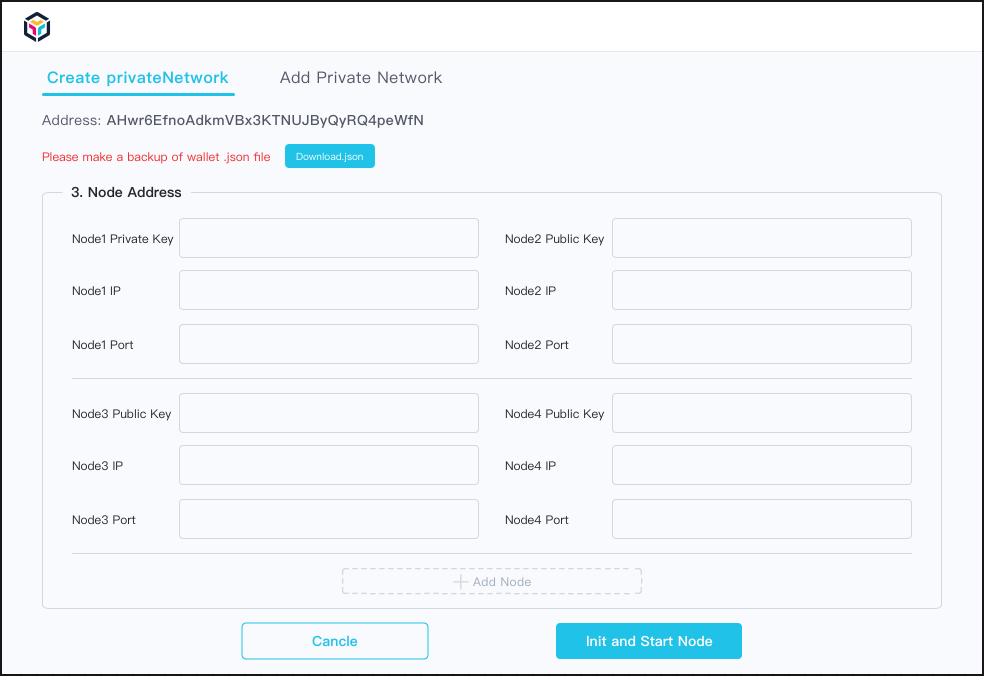 Create privateNetwork Add Private Network
Address: AHwr6EfnoAdkmVBx3KTNUJByQyRQ4peWfN
Please make a backup of wallet .json file Download.json
3. Node Address
Node1 Private Key Node2 Public Key
Node1 IP Node2 IP
Node1 Port Node2 Port
Node3 Public Key Node4 Public Key
Node3 IP Node4 IP
Node3 Port Node4 Port
Add Node
Cancle Init and Start Node